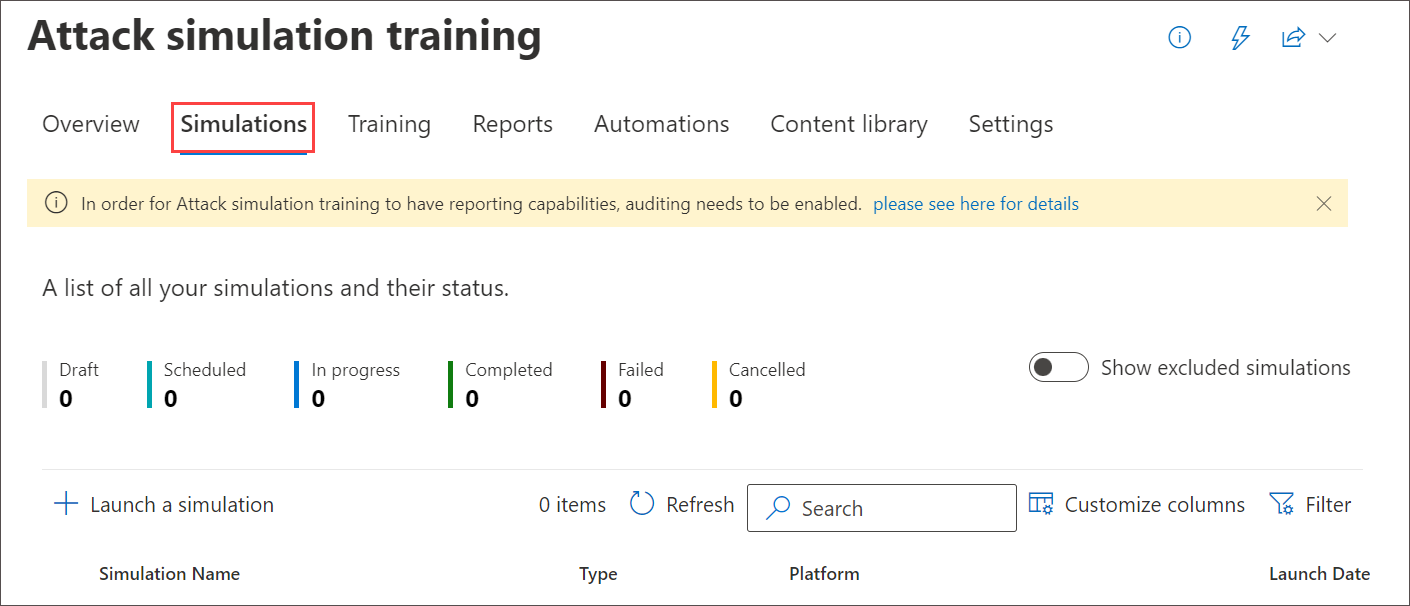 Attack simulation training
Overview Simulations Training Reports Automations Content library Settings
In order for Attack simulation training to have reporting capabilities, auditing needs to be enabled. please see here for details
A list of all your simulations and their status.
Draft Scheduled In progress Completed Failed Cancelled
0 0 0 0 0 0
Show excluded simulations
Launch a simulation 0 items Refresh Search Customize columns Filter
Simulation Name Type Platform Launch Date